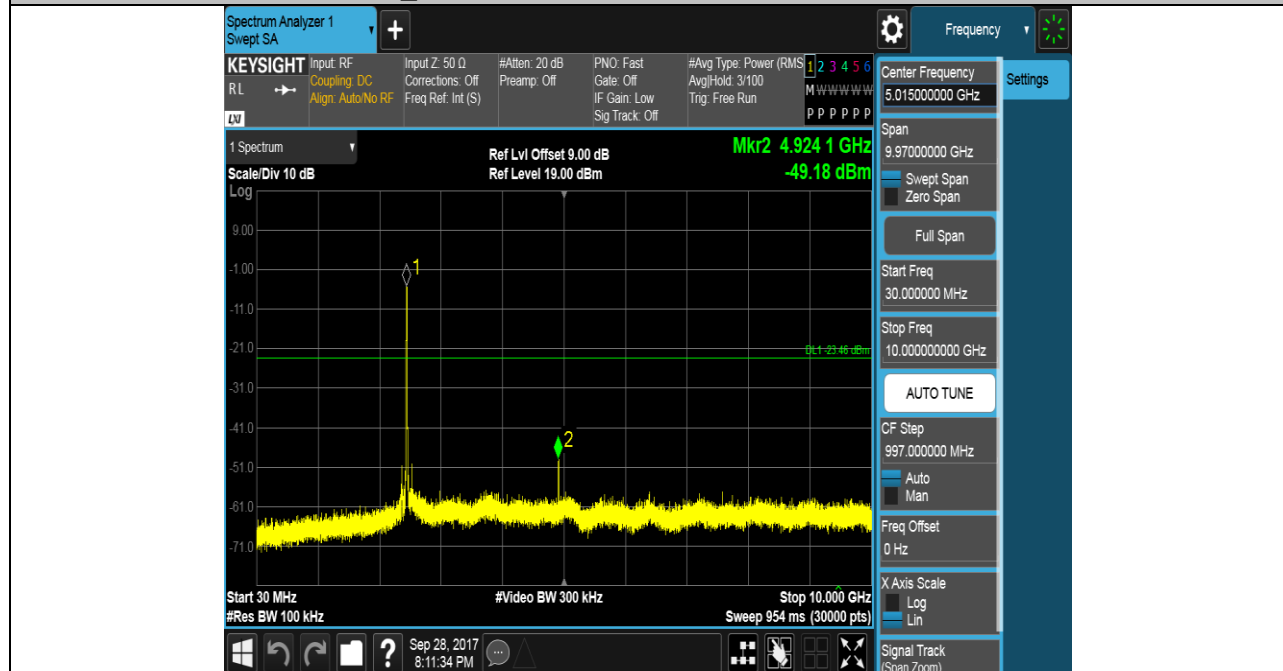 Spectrum Analyzer 1
Swept SA
+
Frequency
KEYSIGHT
RL
LXI
Input: RF
Coupling: DC
Align: Auto/No RF
Input Z: 50 Ω
Corrections: Off
Freq Ref: Int (S)
#Atten: 20 dB
Preamp: Off
PNO: Fast
Gate: Off
IF Gain: Low
Sig Track: Off
#Avg Type: Power (RMS
Avg|Hold: 3/100
Trig: Free Run
1 2 3 4 5 6
M W W W W W
P P P P P P
Center Frequency
5.015000000 GHz
Settings
1 Spectrum
Scale/Div 10 dB
Ref Lvl Offset 9.00 dB
Ref Level 19.00 dBm
Mkr2 4.924 1 GHz
-49.18 dBm
Span
9.97000000 GHz
Swept Span
Zero Span
Full Span
Start Freq
30.000000 MHz
Stop Freq
10.000000000 GHz
AUTO TUNE
CF Step
997.000000 MHz
Auto
Man
Freq Offset
0 Hz
X Axis Scale
Log
Lin
Signal Track
(Span Zoom)
Log
9.00
-1.00
-11.0
-21.0
-31.0
-41.0
-51.0
-61.0
-71.0
1
2
DL1 -23.46 dBm
Start 30 MHz
#Res BW 100 kHz
#Video BW 300 kHz
Stop 10.000 GHz
Sweep 954 ms (30000 pts)
?
Sep 28, 2017
8:11:34 PM